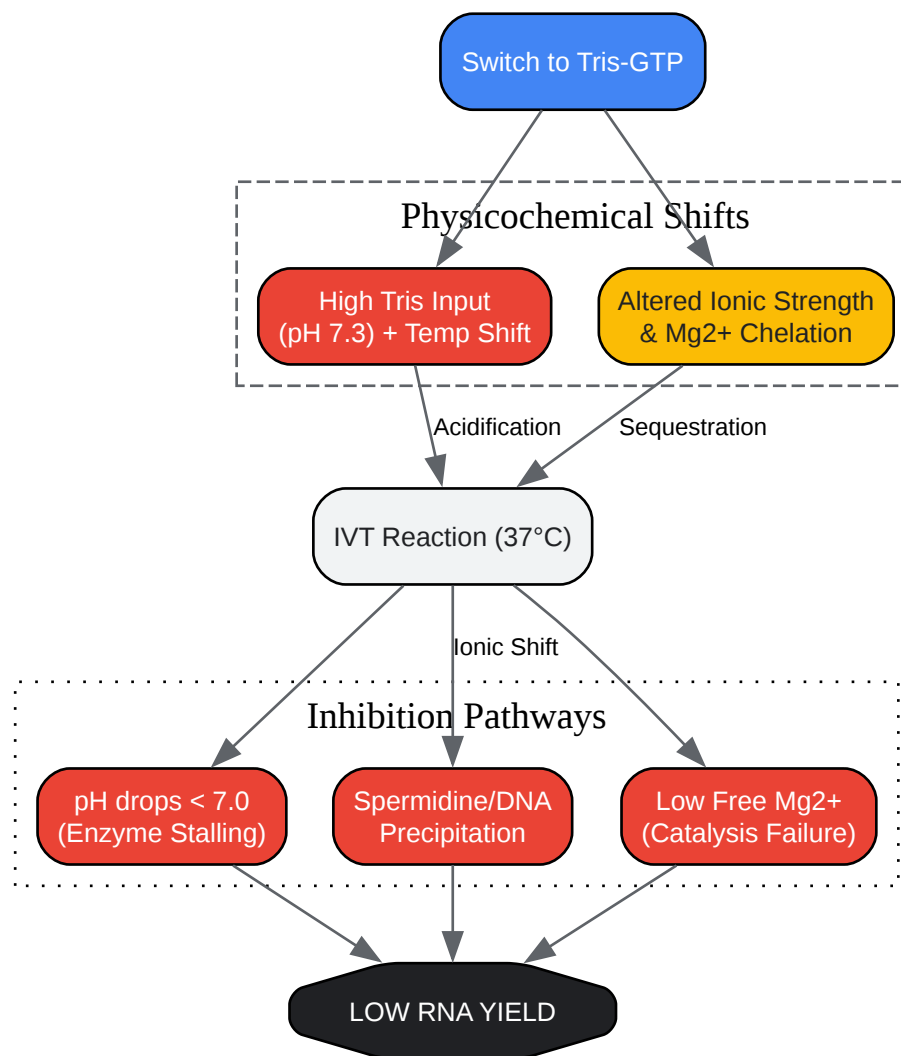 Switch to Tris-GTP
Physicochemical Shifts
High Tris Input
(pH 7.3) + Temp Shift
Altered Ionic Strength
& Mg2+ Chelation
Acidification
Sequestration
IVT Reaction (37°C)
Ionic Shift
Inhibition Pathways
pH drops < 7.0
(Enzyme Stalling)
Spermidine/DNA
Precipitation
Low Free Mg2+
(Catalysis Failure)
LOW RNA YIELD